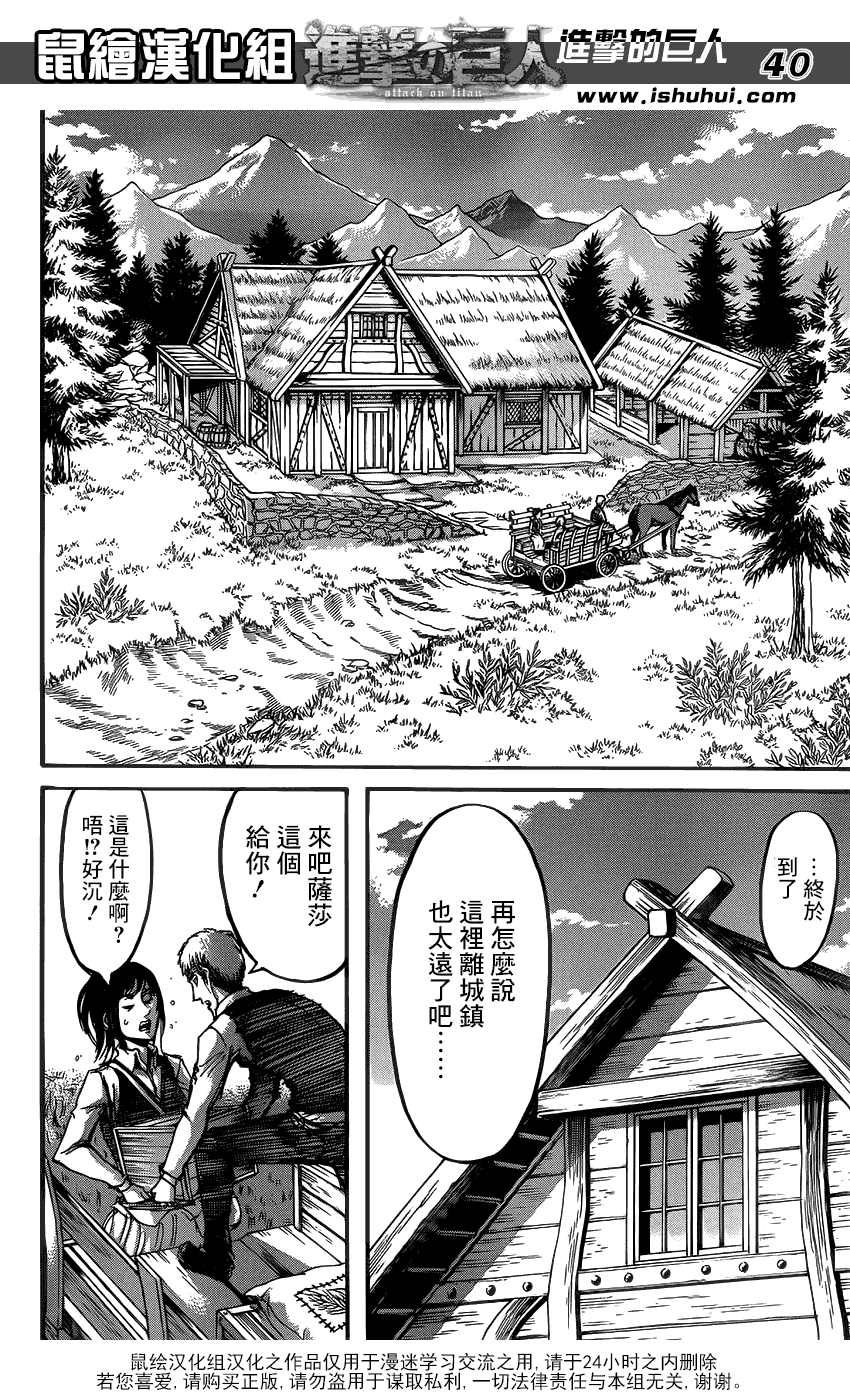 鼠繪漢化組 進撃の巨人 進擊的巨人 40
attack on titan
www.ishuhui.com
…終於
到了
再怎麼說
這裡離城鎮
也太遠了吧……
來吧薩莎
這個
給你！
這是什麼啊？
唔!?好沉！
鼠绘汉化组汉化之作品仅用于漫迷学习交流之用, 请于24小时之内删除
若您喜爱, 请购买正版, 请勿盗用于谋取私利, 一切法律责任与本组无关, 谢谢。